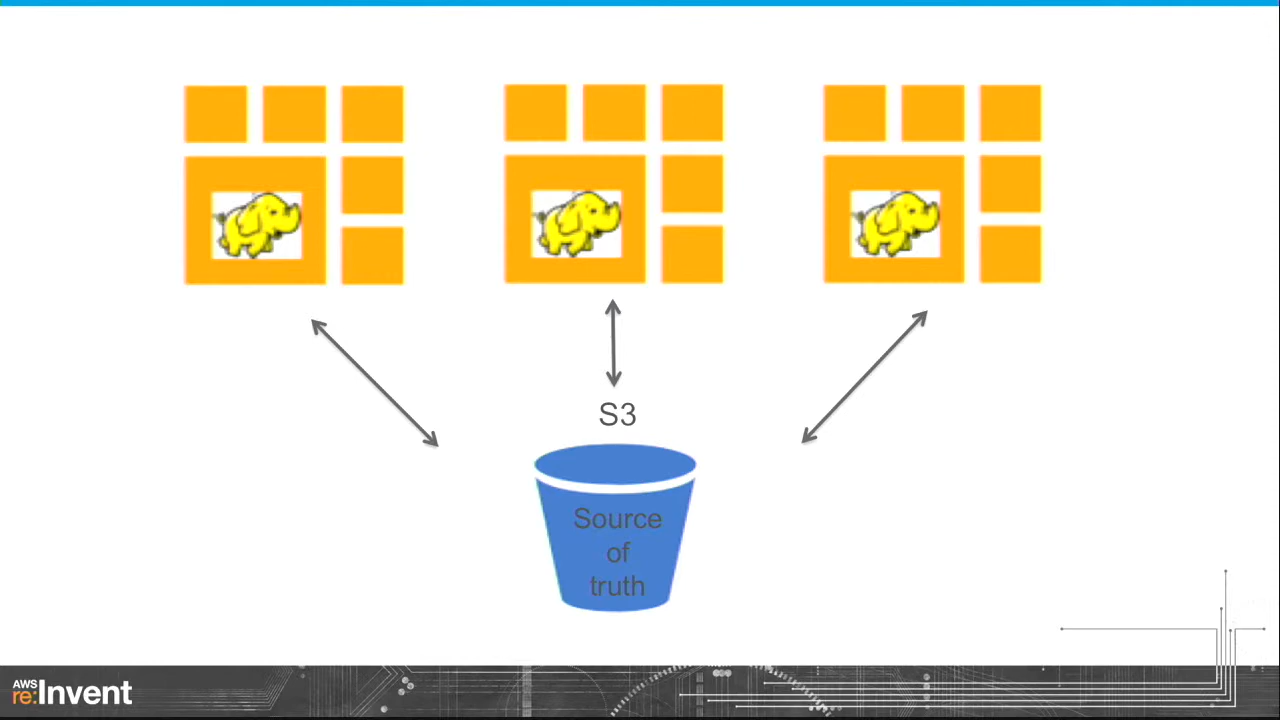 S3
Source
of
truth
AWS
re:Invent